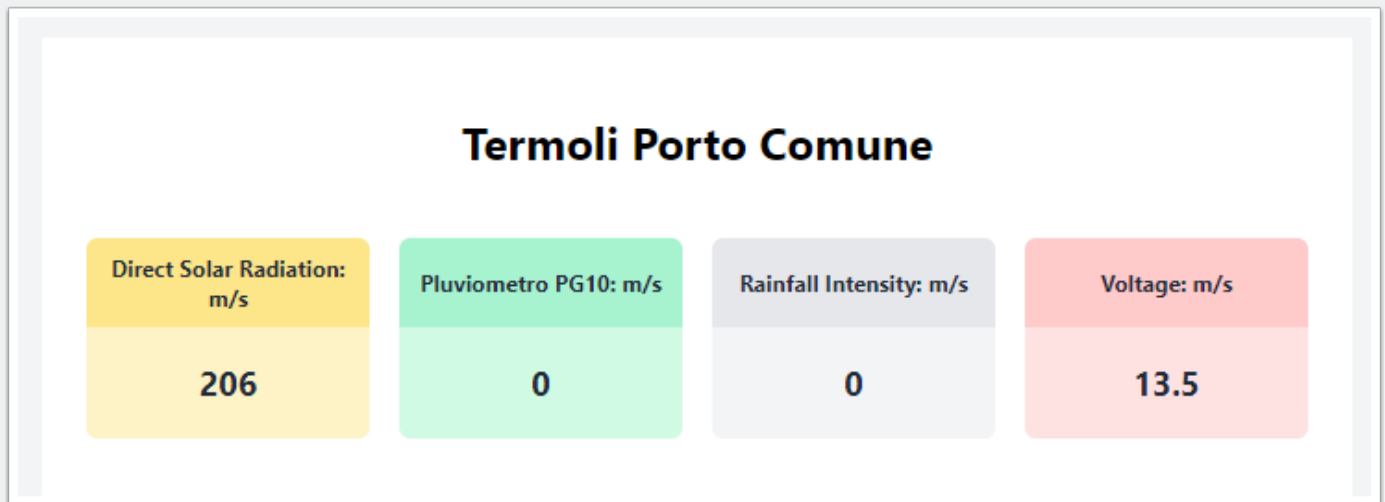 Termoli Porto Comune
Direct Solar Radiation:
m/s
Pluviometro PG10: m/s
Rainfall Intensity: m/s
Voltage: m/s
206
0
0
13.5